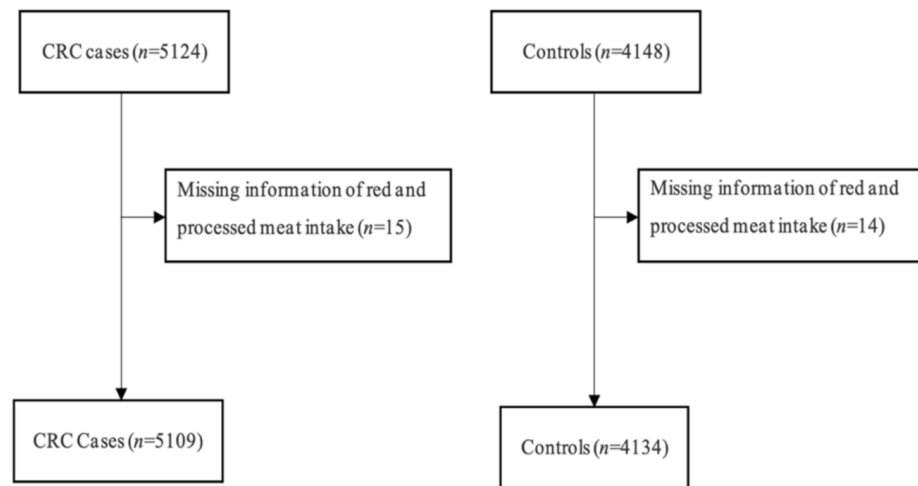 CRC cases (n=5124)
Controls (n=4148)
Missing information of red and
processed meat intake (n=15)
Missing information of red and
processed meat intake (n=14)
CRC Cases (n=5109)
Controls (n=4134)